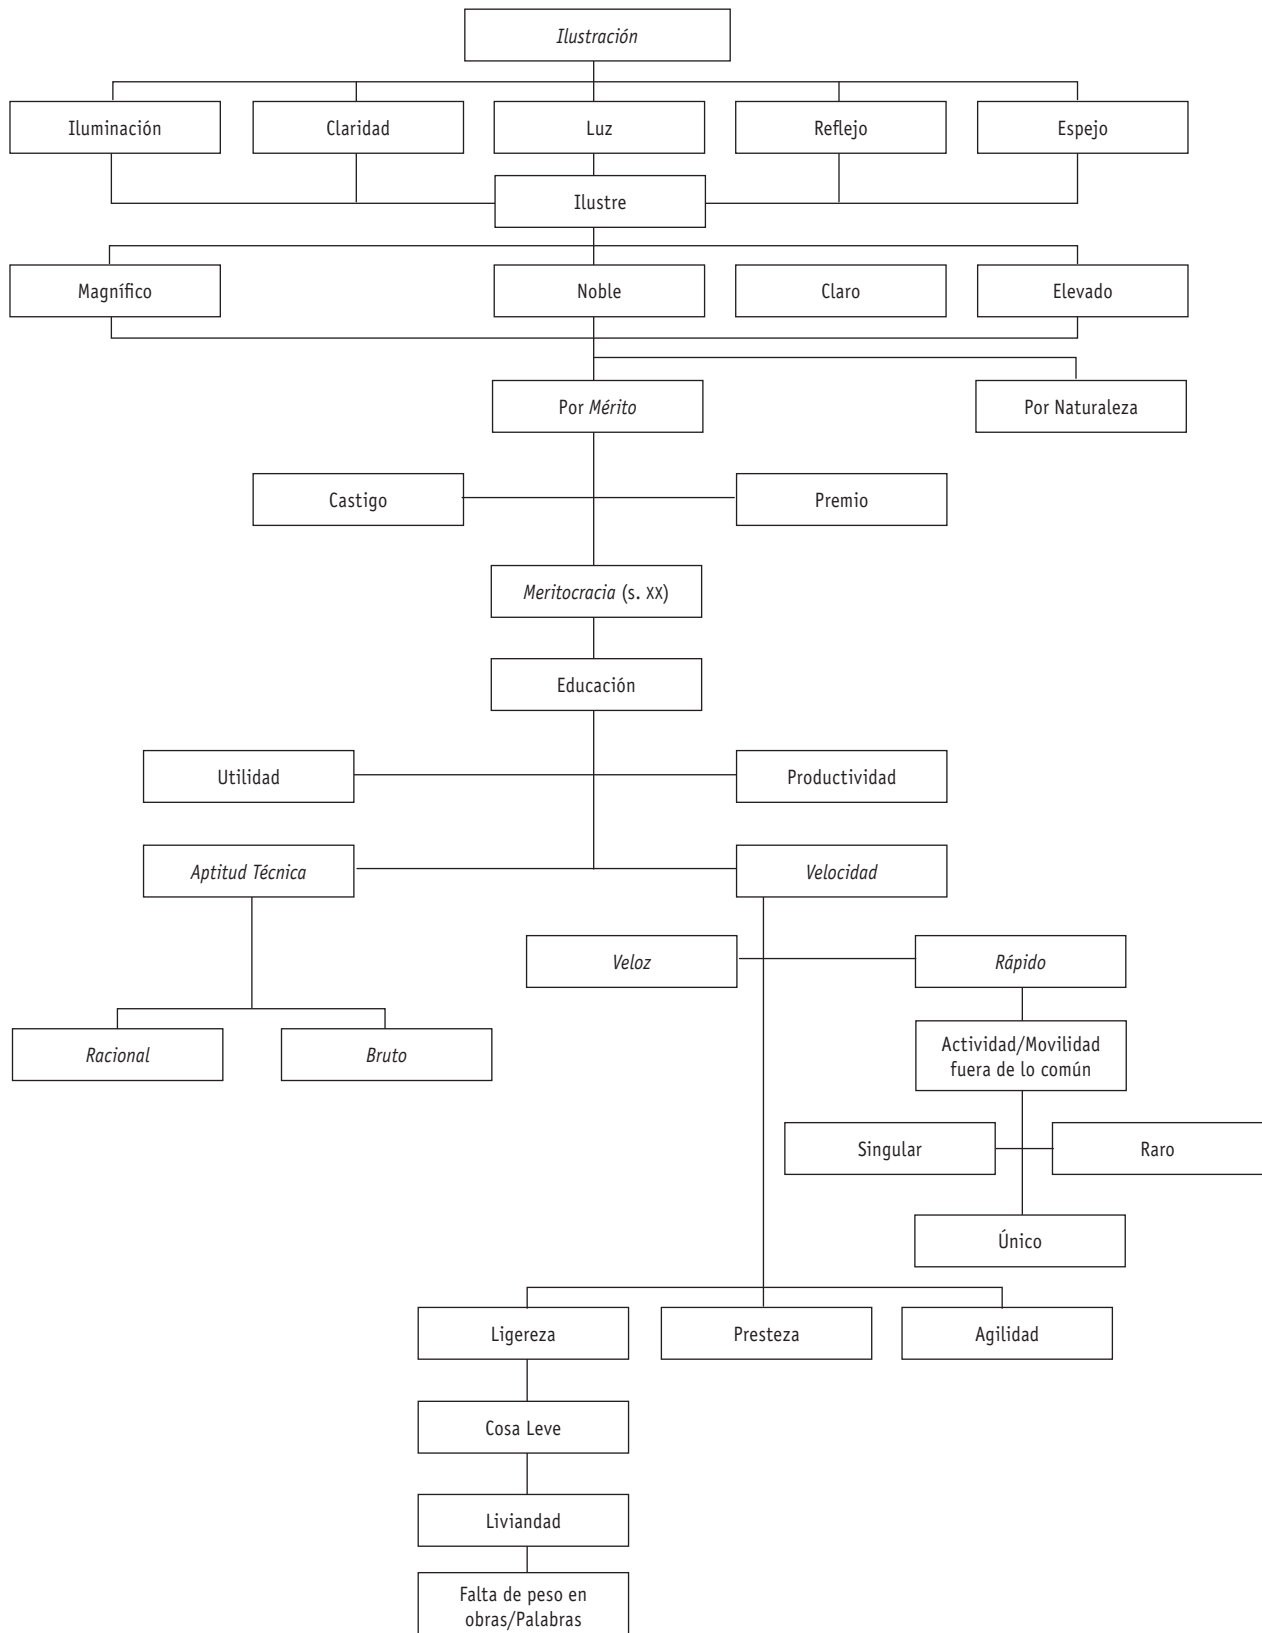 Ilustración
Iluminación
Claridad
Luz
Reflejo
Espejo
Ilustre
Magnífico
Noble
Claro
Elevado
Por Mérito
Por Naturaleza
Castigo
Premio
Meritocracia (s. XX)
Educación
Utilidad
Productividad
Aptitud Técnica
Velocidad
Veloz
Rápido
Racional
Bruto
Actividad/Movilidad
fuera de lo común
Singular
Raro
Único
Ligereza
Presteza
Agilidad
Cosa Leve
Liviandad
Falta de peso en
obras/Palabras